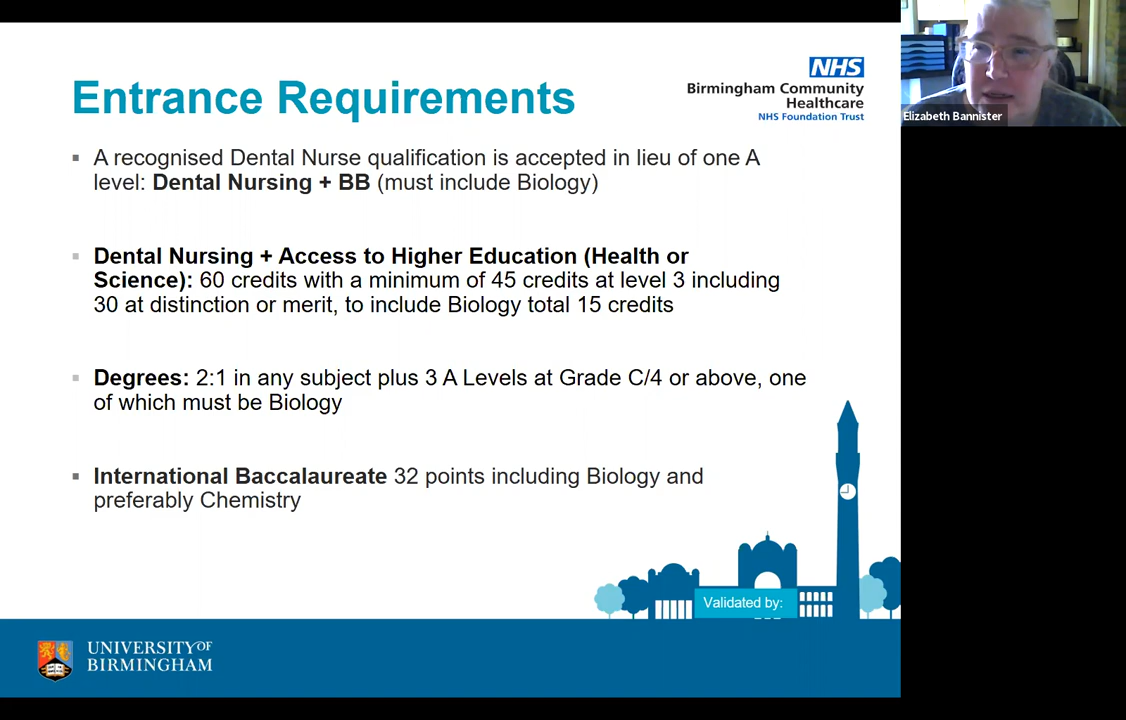 Entrance Requirements
NHS
Birmingham Community
Healthcare
NHS Foundation Trust
Elizabeth Bannister
▪ A recognised Dental Nurse qualification is accepted in lieu of one A
level: Dental Nursing + BB (must include Biology)
▪ Dental Nursing + Access to Higher Education (Health or
Science): 60 credits with a minimum of 45 credits at level 3 including
30 at distinction or merit, to include Biology total 15 credits
▪ Degrees: 2:1 in any subject plus 3 A Levels at Grade C/4 or above, one
of which must be Biology
▪ International Baccalaureate 32 points including Biology and
preferably Chemistry
Validated by:
UNIVERSITY OF
BIRMINGHAM